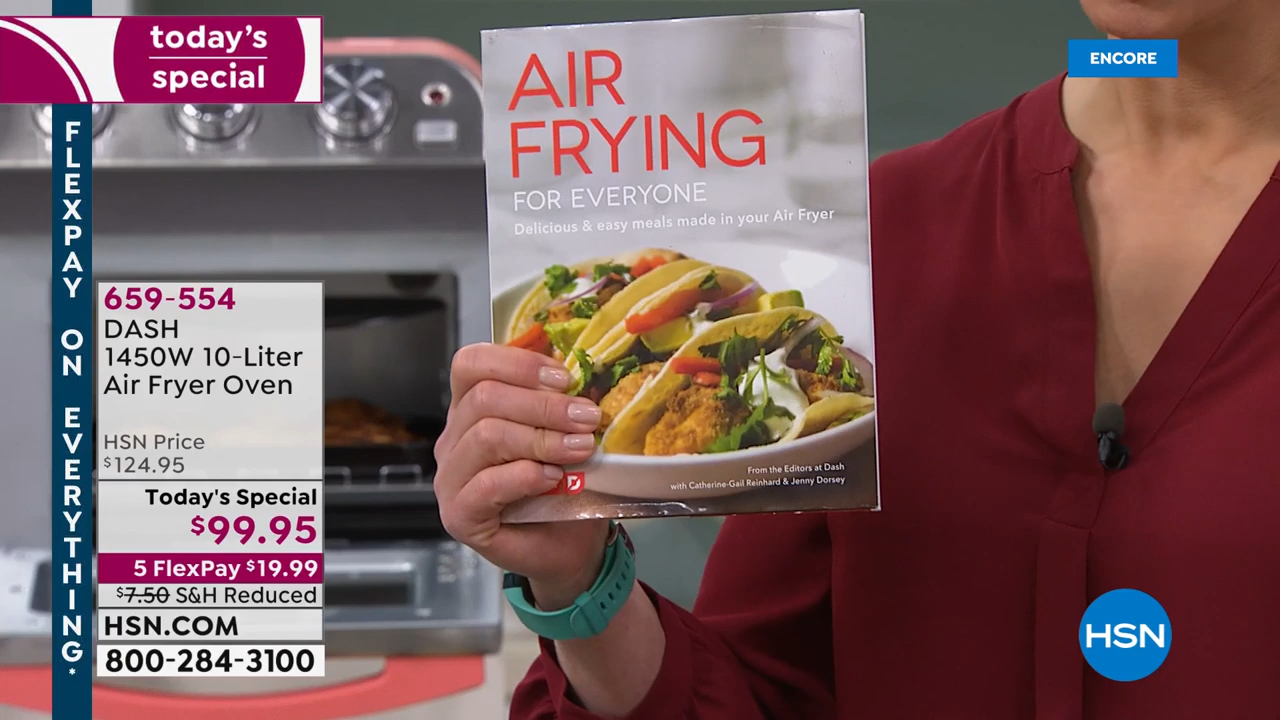 today's
special
FLEXPAY ON EVERYTHING*
659-554
DASH
1450W 10-Liter
Air Fryer Oven
HSN Price
$124.95
Today's Special
$99.95
5 FlexPay $19.99
$7.50 S&H Reduced
HSN.COM
800-284-3100
AIR
FRYING
FOR EVERYONE
Delicious & easy meals made in your Air Fryer
From the Editors at Dash
with Catherine-Gail Reinhard & Jenny Dorsey
ENCORE
HSN